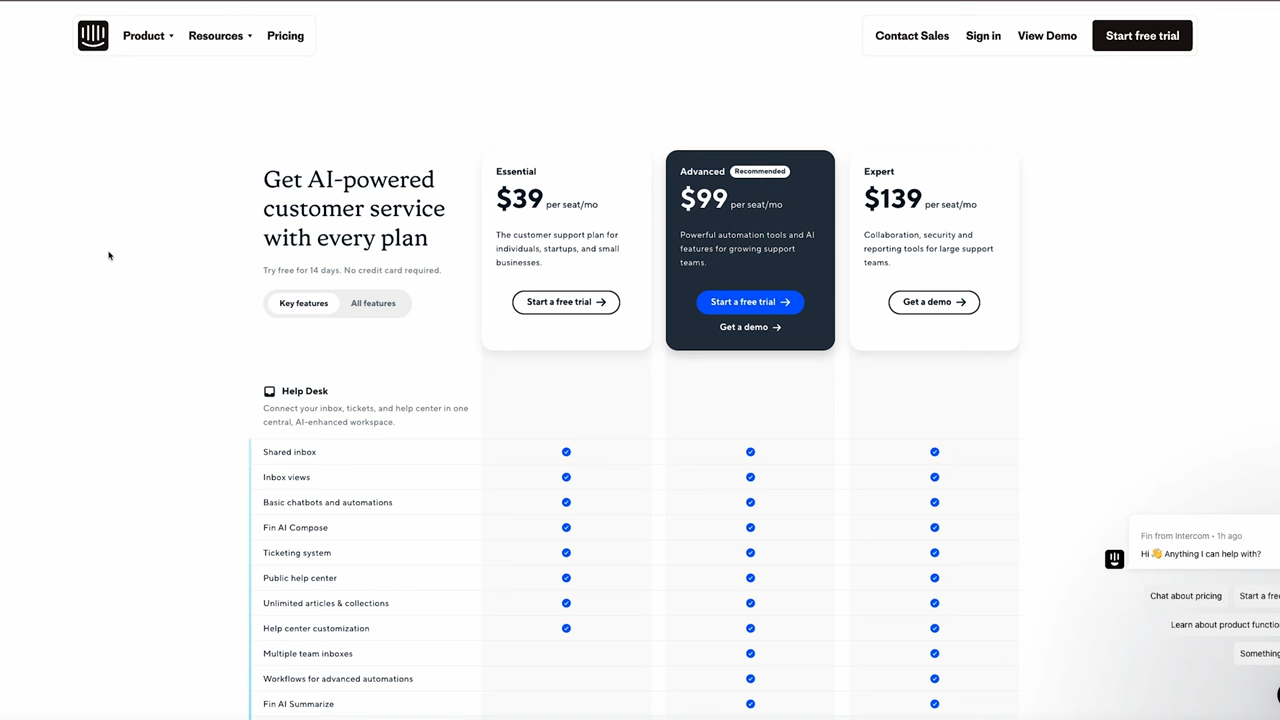 Product
Resources
Pricing
Contact Sales
Sign in
View Demo
Start free trial
Get AI-powered
customer service
with every plan
Try free for 14 days. No credit card required.
Key features
All features
Essential
$39 per seat/mo
The customer support plan for
individuals, startups, and small
businesses.
Start a free trial →
Advanced Recommended
$99 per seat/mo
Powerful automation tools and AI
features for growing support
teams.
Start a free trial →
Get a demo →
Expert
$139 per seat/mo
Collaboration, security and
reporting tools for large support
teams.
Get a demo →
Help Desk
Connect your inbox, tickets, and help center in one
central, AI-enhanced workspace.
Shared inbox
Inbox views
Basic chatbots and automations
Fin AI Compose
Ticketing system
Public help center
Unlimited articles & collections
Help center customization
Multiple team inboxes
Workflows for advanced automations
Fin AI Summarize
Fin from Intercom • 1h ago
Hi 👋 Anything I can help with?
Chat about pricing
Start a fre
Learn about product functio
Something